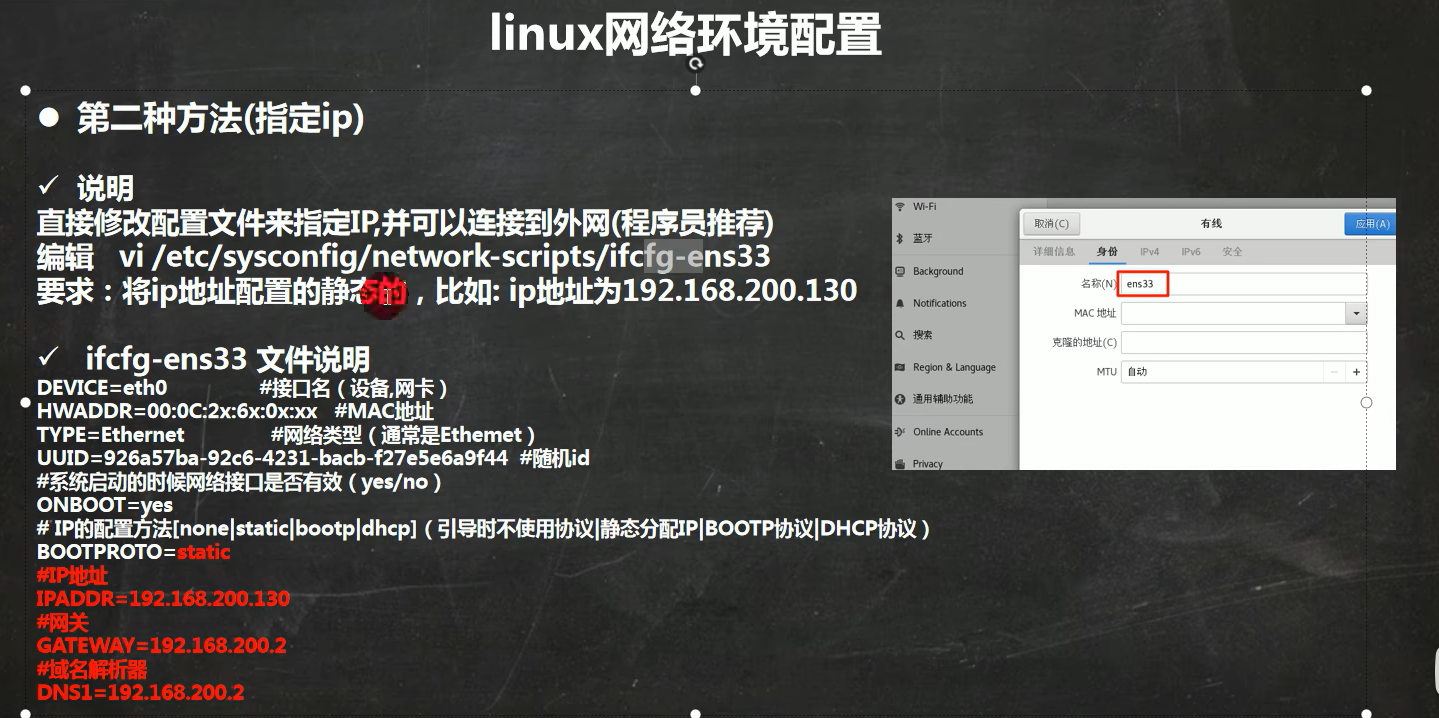 linux网络环境配置
第二种方法(指定ip)
说明
直接修改配置文件来指定IP,并可以连接到外网(程序员推荐)
编辑 vi /etc/sysconfig/network-scripts/ifcfg-ens33
要求：将ip地址配置的静态的，比如: ip地址为192.168.200.130
ifcfg-ens33 文件说明
DEVICE=eth0 #接口名（设备,网卡）
HWADDR=00:0C:2x:6x:0x:xx #MAC地址
TYPE=Ethernet #网络类型（通常是Ethemet）
UUID=926a57ba-92c6-4231-bacb-f27e5e6a9f44 #随机id
#系统启动的时候网络接口是否有效（yes/no）
ONBOOT=yes
# IP的配置方法[none|static|bootp|dhcp]（引导时不使用协议|静态分配IP|BOOTP协议|DHCP协议）
BOOTPROTO=static
#IP地址
IPADDR=192.168.200.130
#网关
GATEWAY=192.168.200.2
#域名解析器
DNS1=192.168.200.2
Wi-Fi
蓝牙
Background
Notifications
搜索
Region & Language
通用辅助功能
Online Accounts
Privacy
取消(C) 有线 应用(A)
详细信息 身份 IPv4 IPv6 安全
名称(N) ens33
MAC 地址
克隆的地址(C)
MTU 自动 − +